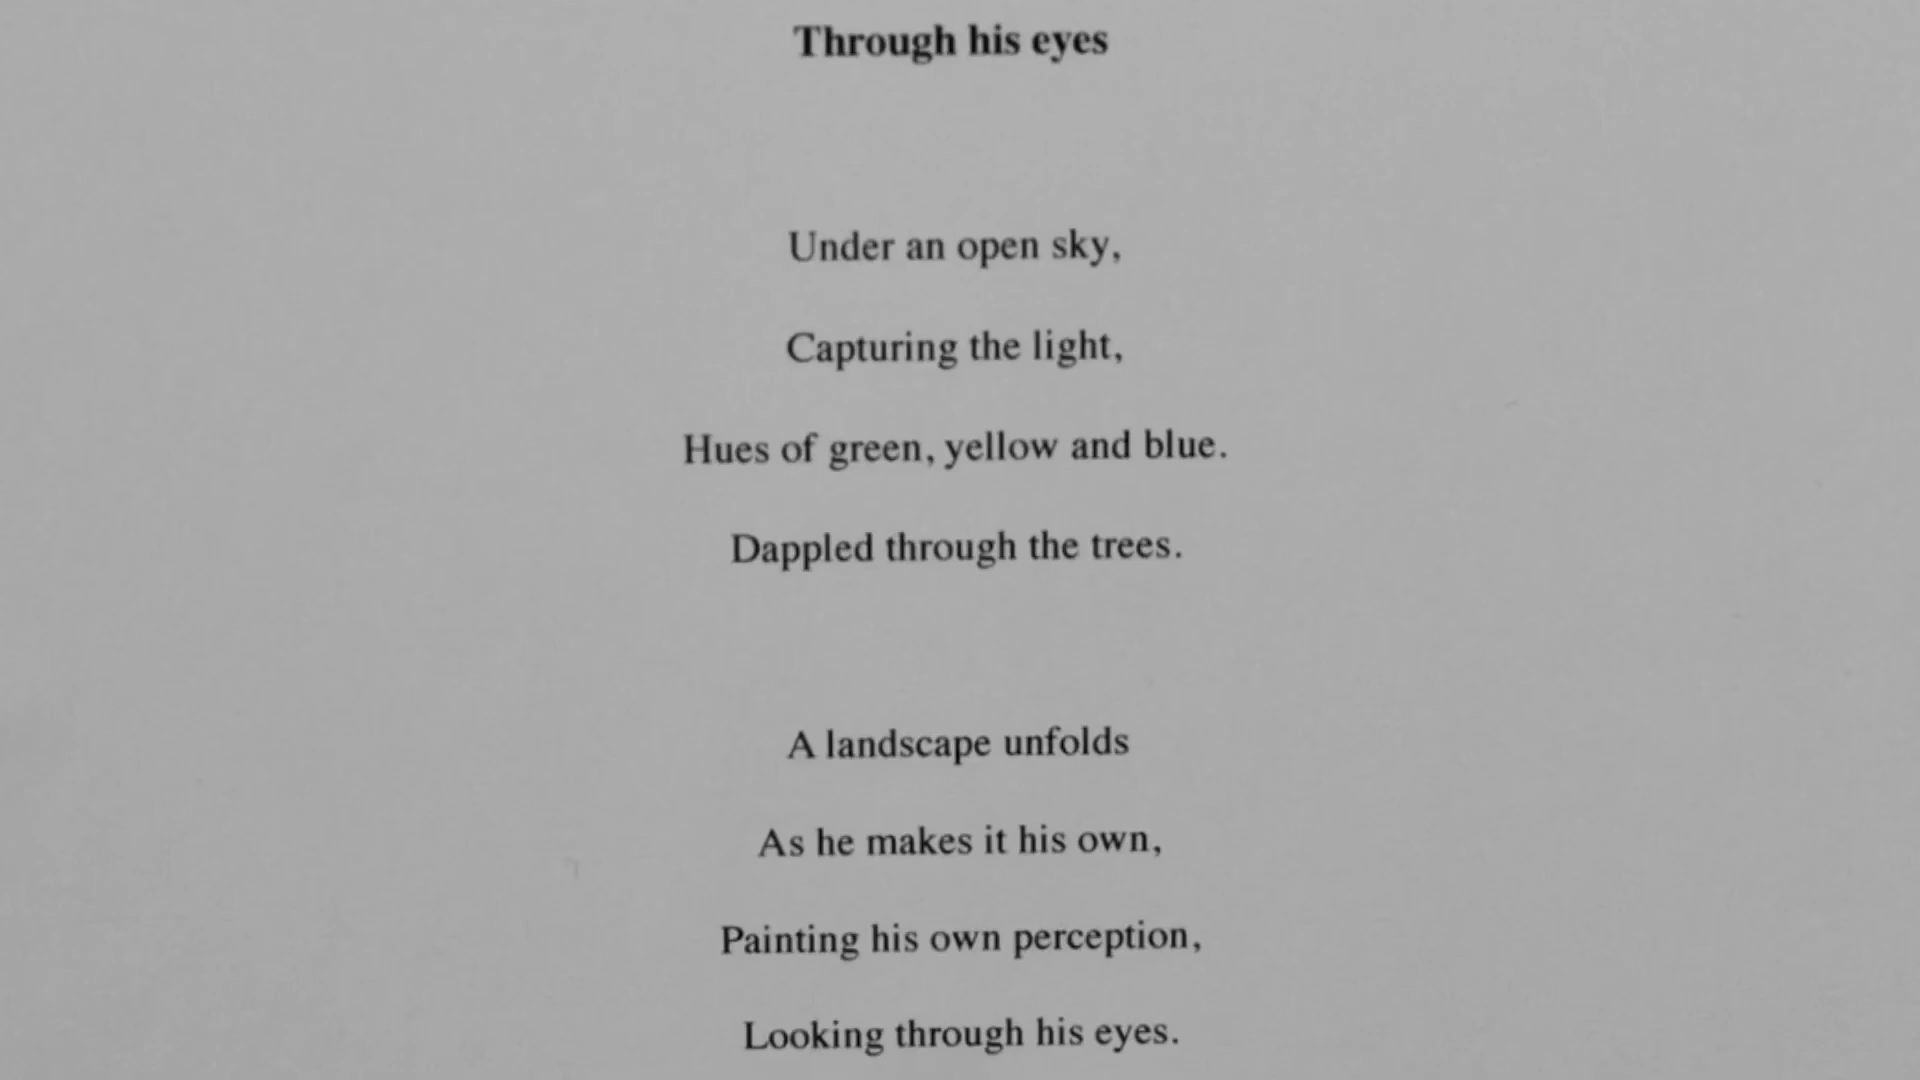 Through his eyes
Under an open sky,
Capturing the light,
Hues of green, yellow and blue.
Dappled through the trees.
A landscape unfolds
As he makes it his own,
Painting his own perception,
Looking through his eyes.